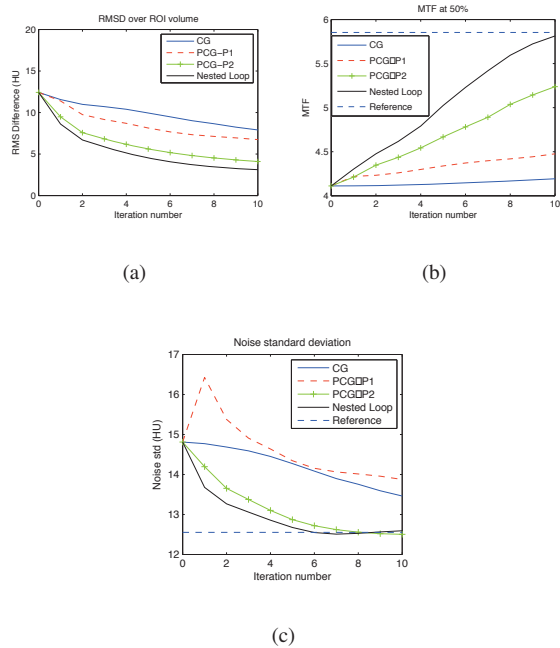 RMSD over ROI volume
20
15
10
5
0
RMS Difference (HU
CG
PCG−P1
PCG−P2
Nested Loop
0 2 4 6 8 10
Iteration number
(a)
MTF at 50%
6
5.5
5
4.5
4
MTF
CG
PCG□P1
PCG□P2
Nested Loop
Reference
0 2 4 6 8 10
Iteration number
(b)
Noise standard deviation
17
16
15
14
13
12
Noise std (HU)
CG
PCG□P1
PCG□P2
Nested Loop
Reference
0 2 4 6 8 10
Iteration number
(c)